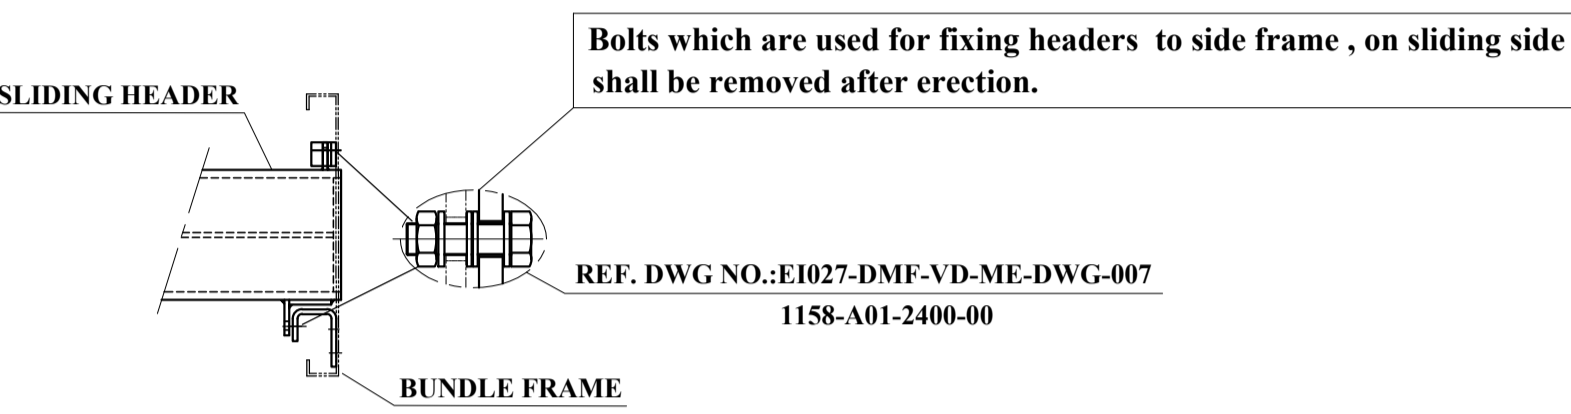 Bolts which are used for fixing headers to side frame , on sliding side
shall be removed after erection.
SLIDING HEADER
REF. DWG NO.:EI027-DMF-VD-ME-DWG-007
1158-A01-2400-00
BUNDLE FRAME